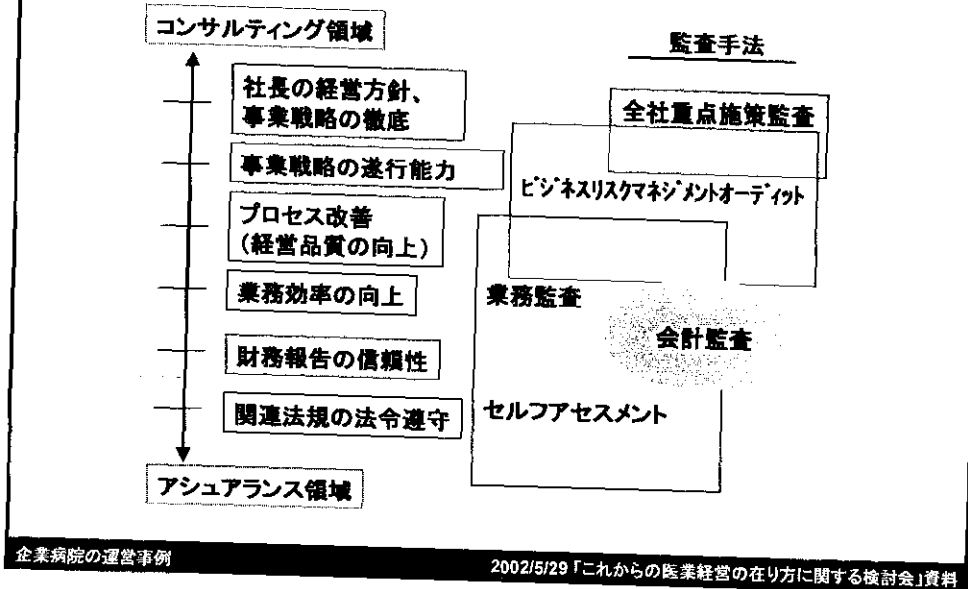 コンサルティング領域
監査手法
社長の経営方針、
事業戦略の徹底
全社重点施策監査
事業戦略の遂行能力
ビジネスリスクマネジメントオーディット
プロセス改善
(経営品質の向上)
業務効率の向上
業務監査
会計監査
財務報告の信頼性
関連法規の法令遵守
セルフアセスメント
アシュアランス領域
企業病院の運営事例
2002/5/29 「これからの医業経営の在り方に関する検討会」資料